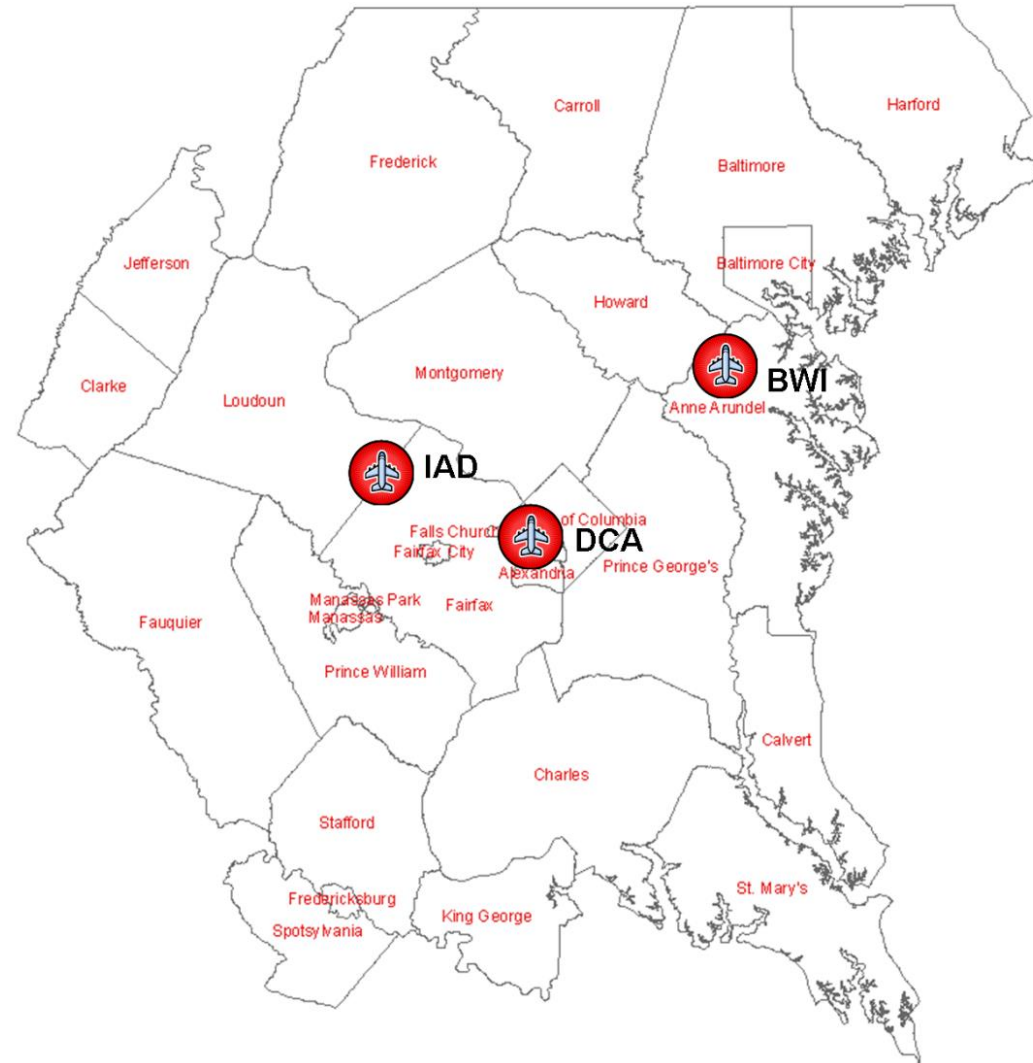 Carroll
Harford
Frederick
Baltimore
Jefferson
Baltimore City
Howard
Montgomery
BWI
Clarke
Loudoun
Anne Arundel
IAD
of Columbia
Falls Church
DCA
Fairfax City
Prince George's
Alexandria
Manassas Park
Fairfax
Manassas
Fauquier
Prince William
Calvert
Charles
Stafford
St. Mary's
Fredericksburg
King George
Spotsylvania